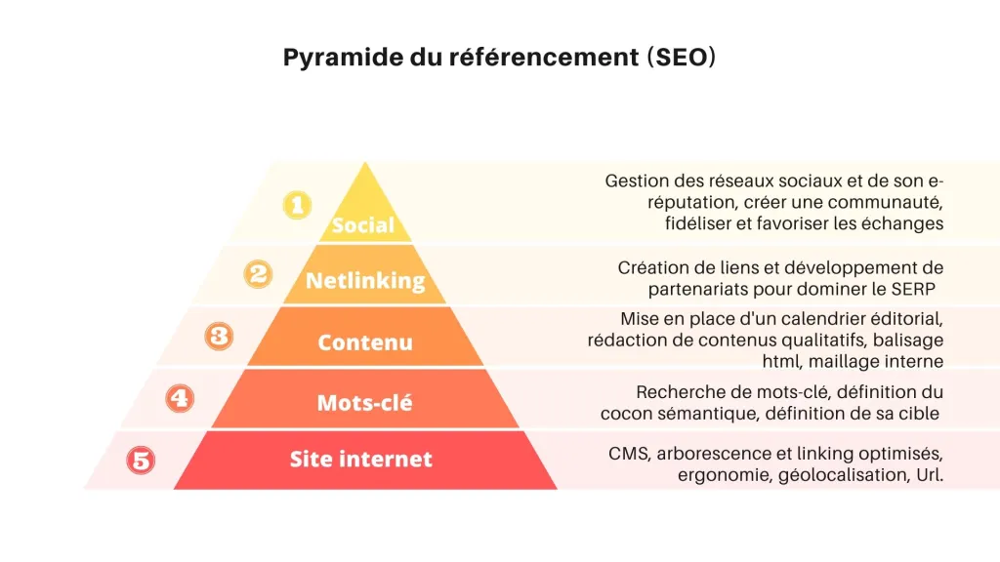 Pyramide du référencement (SEO)
1
Social
Gestion des réseaux sociaux et de son e-
réputation, créer une communauté,
fidéliser et favoriser les échanges
2
Netlinking
Création de liens et développement de
partenariats pour dominer le SERP
3
Contenu
Mise en place d'un calendrier éditorial,
rédaction de contenus qualitatifs, balisage
html, maillage interne
4
Mots-clé
Recherche de mots-clé, définition du
cocon sémantique, définition de sa cible
5
Site internet
CMS, arborescence et linking optimisés,
ergonomie, géolocalisation, Url.